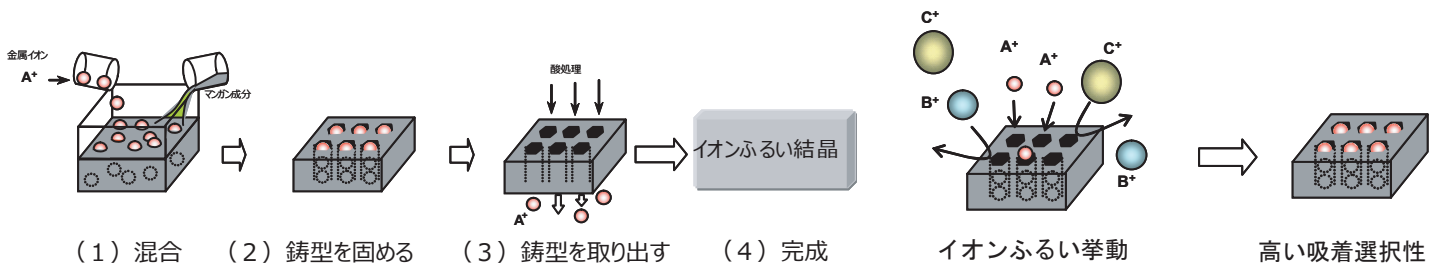 金属イオン
A⁺
マンガン成分
酸処理
A⁺
イオンふるい結晶
C⁺
A⁺
A⁺
C⁺
B⁺
B⁺
（１）混合
（２）鋳型を固める
（３）鋳型を取り出す
（４）完成
イオンふるい挙動
高い吸着選択性